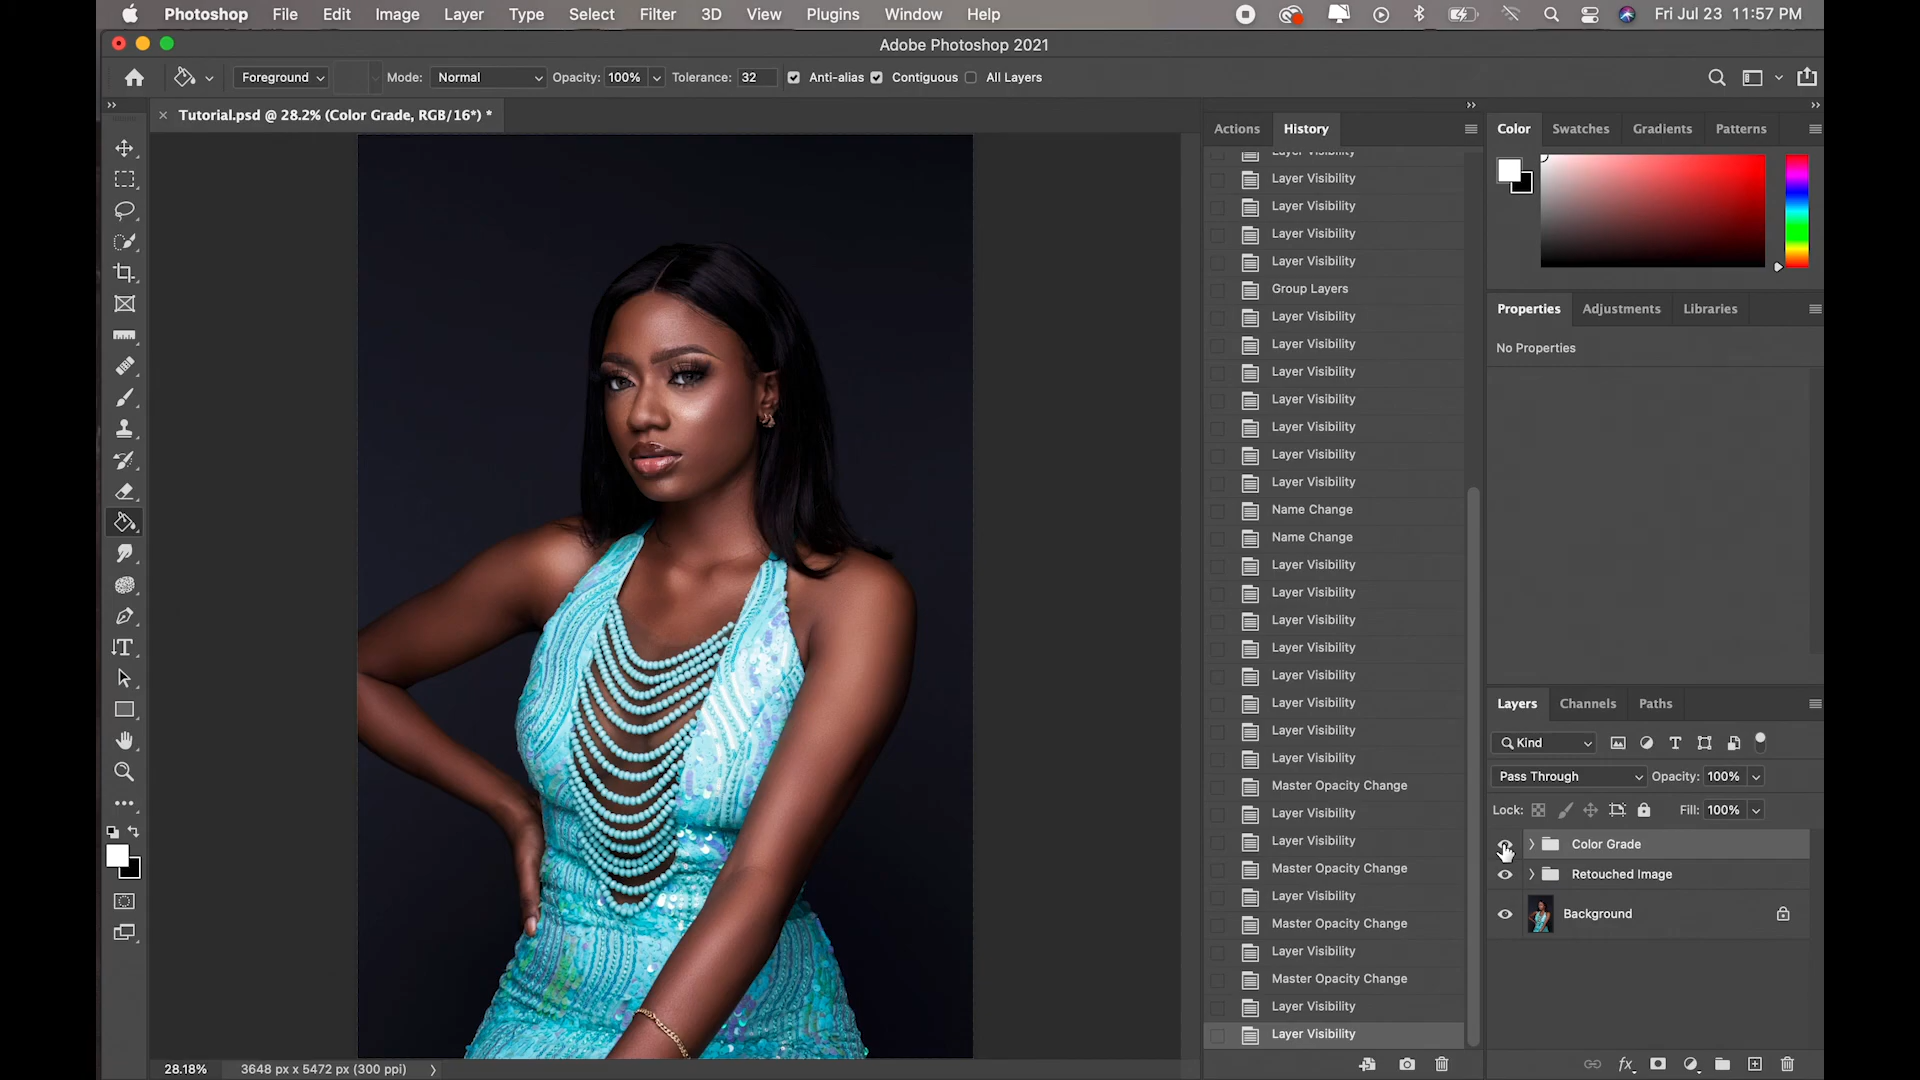 Photoshop File Edit Image Layer Type Select Filter 3D View Plugins Window Help Fri Jul 23 11:57 PM
Adobe Photoshop 2021
Foreground Mode: Normal Opacity: 100% Tolerance: 32 Anti-alias Contiguous All Layers
Tutorial.psd @ 28.2% (Color Grade, RGB/16*) *
Actions History
Layer Visibility
Layer Visibility
Layer Visibility
Layer Visibility
Layer Visibility
Group Layers
Layer Visibility
Layer Visibility
Layer Visibility
Layer Visibility
Layer Visibility
Layer Visibility
Layer Visibility
Name Change
Name Change
Layer Visibility
Layer Visibility
Layer Visibility
Layer Visibility
Layer Visibility
Layer Visibility
Layer Visibility
Layer Visibility
Master Opacity Change
Layer Visibility
Layer Visibility
Master Opacity Change
Layer Visibility
Master Opacity Change
Layer Visibility
Master Opacity Change
Layer Visibility
Layer Visibility
Color Swatches Gradients Patterns
Properties Adjustments Libraries
No Properties
Layers Channels Paths
Kind
Pass Through Opacity: 100%
Lock: Fill: 100%
Color Grade
Retouched Image
Background
fx
28.18% 3648 px x 5472 px (300 ppi)